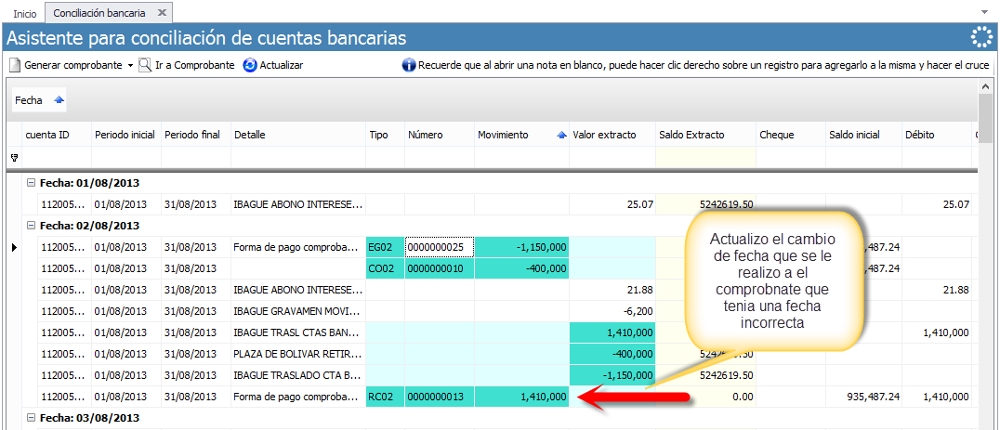 Inicio Conciliación bancaria
Asistente para conciliación de cuentas bancarias
Generar comprobante Ir a Comprobante Actualizar Recuerde que al abrir una nota en blanco, puede hacer clic derecho sobre un registro para agregarlo a la misma y hacer el cruce
Fecha
cuenta ID Periodo inicial Periodo final Detalle Tipo Número Movimiento Valor extracto Saldo Extracto Cheque Saldo inicial Débito
Fecha: 01/08/2013
112005... 01/08/2013 31/08/2013 IBAGUE ABONO INTERESE... 25.07 5242619.50 25.07
Fecha: 02/08/2013
112005... 01/08/2013 31/08/2013 Forma de pago comproba... EG02 0000000025 -1,150,000 ,487.24
112005... 01/08/2013 31/08/2013 CO02 0000000010 -400,000 ,487.24
112005... 01/08/2013 31/08/2013 IBAGUE ABONO INTERESE... 21.88 21.88
112005... 01/08/2013 31/08/2013 IBAGUE GRAVAMEN MOVI... -6,200
112005... 01/08/2013 31/08/2013 IBAGUE TRASL CTAS BAN... 1,410,000 1,410,000
112005... 01/08/2013 31/08/2013 PLAZA DE BOLIVAR RETIR... -400,000 5242619.50
112005... 01/08/2013 31/08/2013 IBAGUE TRASLADO CTA B... -1,150,000 5242619.50
112005... 01/08/2013 31/08/2013 Forma de pago comproba... RC02 0000000013 1,410,000 0.00 935,487.24 1,410,000
Fecha: 03/08/2013
Actualizo el cambio
de fecha que se le
realizo a el
comprobnate que
tenia una fecha
incorrecta